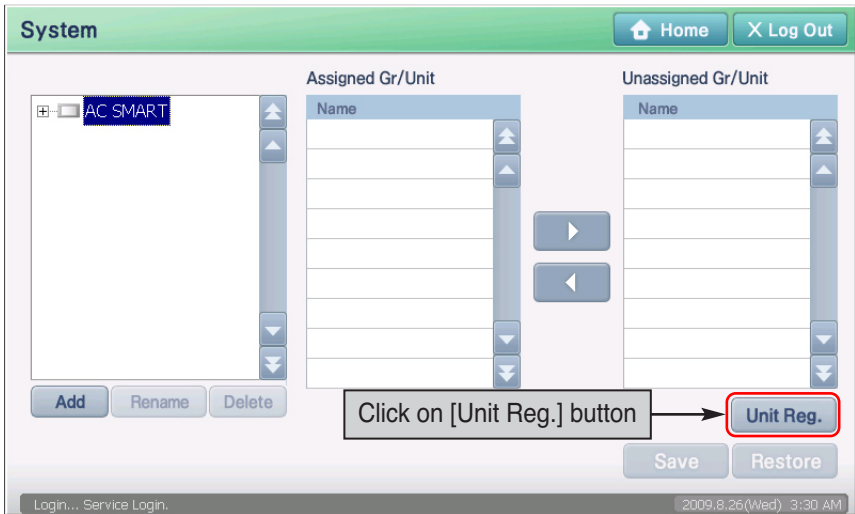 System
Home
X Log Out
Assigned Gr/Unit
Unassigned Gr/Unit
AC SMART
Name
Name
Add
Rename
Delete
Click on [Unit Reg.] button
Unit Reg.
Save
Restore
Login... Service Login.
2009.8.26(Wed) 3:30 AM